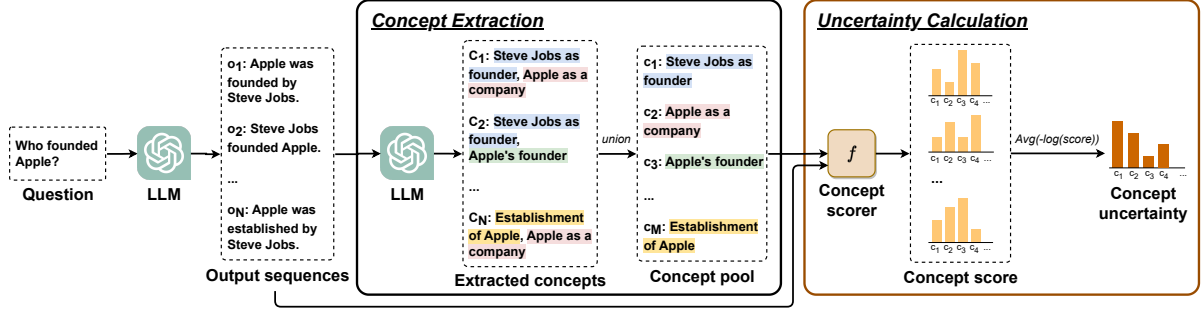 Concept Extraction
Uncertainty Calculation
Who founded
Apple?
Question
LLM
o1: Apple was
founded by
Steve Jobs.
o2: Steve Jobs
founded Apple.
...
oN: Apple was
established by
Steve Jobs.
Output sequences
LLM
C1: Steve Jobs as
founder, Apple as a
company
C2: Steve Jobs as
founder,
Apple's founder
...
CN: Establishment
of Apple, Apple as a
company
Extracted concepts
union
c1: Steve Jobs as
founder
c2: Apple as a
company
c3: Apple's founder
...
cM: Establishment
of Apple
Concept pool
f
Concept
scorer
c1 c2 c3 c4 ...
c1 c2 c3 c4 ...
...
c1 c2 c3 c4 ...
Concept score
Avg(-log(score))
c1 c2 c3 c4 ...
Concept
uncertainty